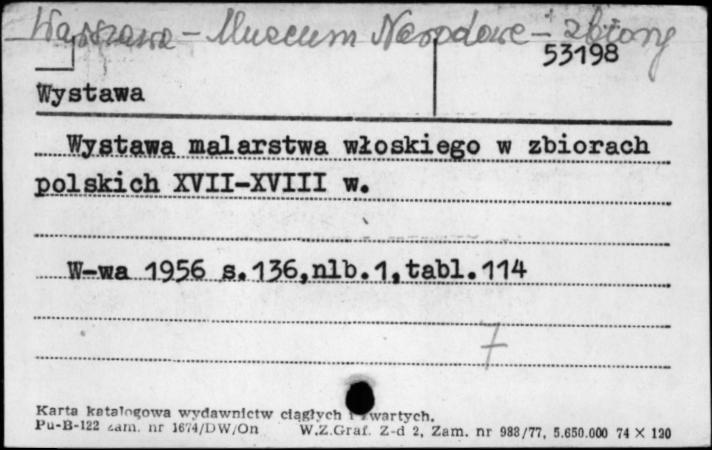 Warszawa - Muzeum Narodowe - zbiory
53198
Wystawa
Wystawa malarstwa włoskiego w zbiorach
polskich XVII-XVIII w.
W-wa 1956 s.136,nlb.1,tabl.114
7
Karta katalogowa wydawnictw ciągłych i zwartych.
Pu-B-122 zam. nr 1674/DW/On W.Z.Graf. Z-d 2, Zam. nr 988/77, 5.650.000 74 X 120